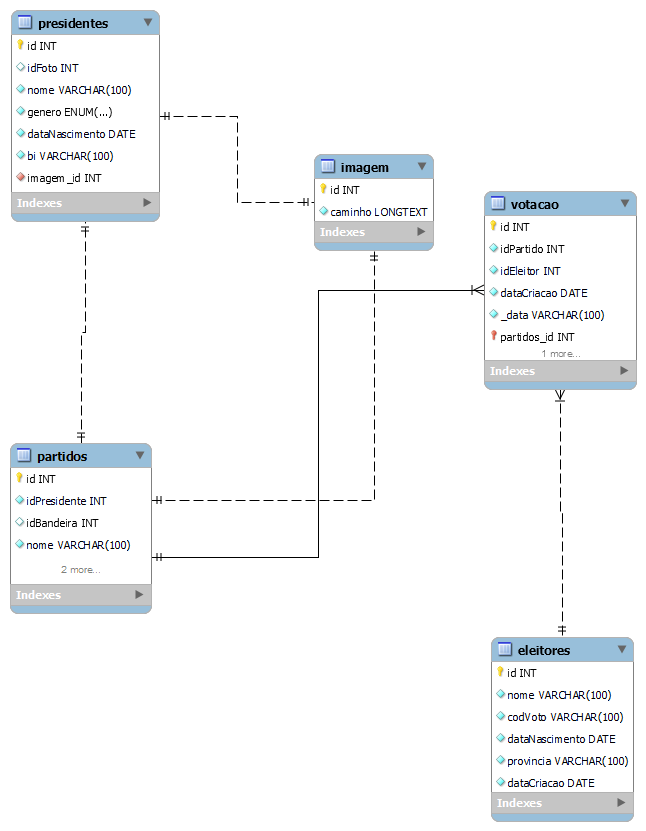 presidentes
id INT
idFoto INT
nome VARCHAR(100)
genero ENUM(...)
dataNascimento DATE
bi VARCHAR(100)
imagem_id INT
Indexes
imagem
id INT
caminho LONGTEXT
Indexes
votacao
id INT
idPartido INT
idEleitor INT
dataCriacao DATE
_data VARCHAR(100)
partidos_id INT
1 more...
Indexes
partidos
id INT
idPresidente INT
idBandeira INT
nome VARCHAR(100)
2 more...
Indexes
eleitores
id INT
nome VARCHAR(100)
codVoto VARCHAR(100)
dataNascimento DATE
provincia VARCHAR(100)
dataCriacao DATE
Indexes